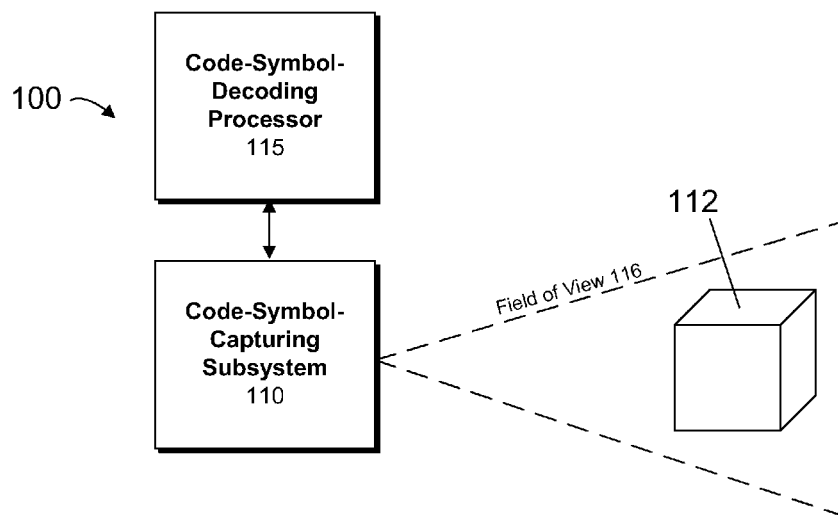 Code-Symbol-
Decoding
Processor
115
100
112
Field of View 116
Code-Symbol-
Capturing
Subsystem
110